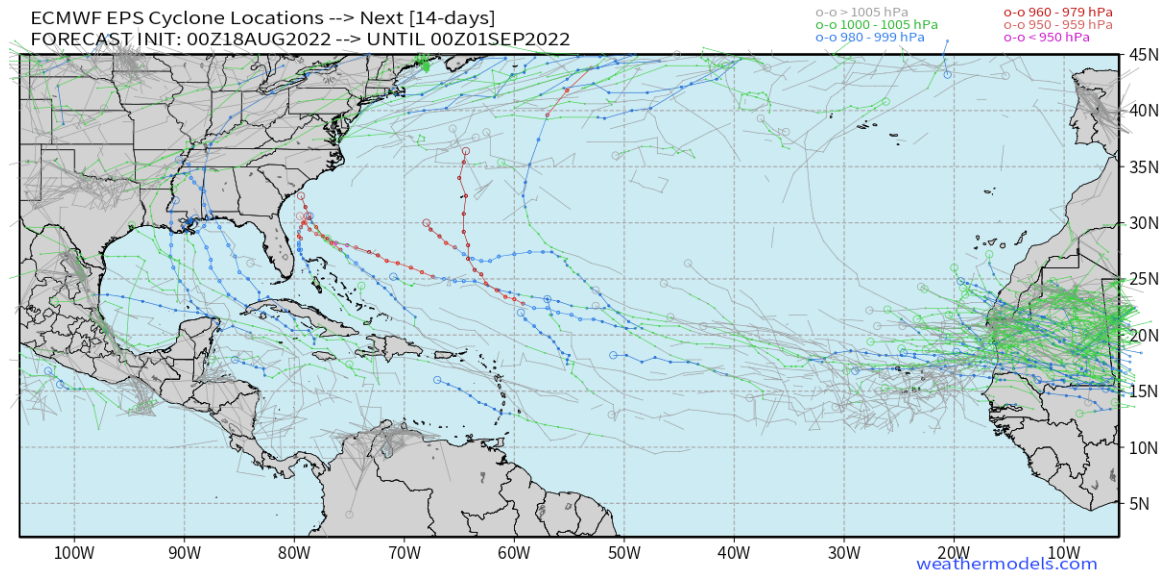 ECMWF EPS Cyclone Locations --> Next [14-days]
FORECAST INIT: 00Z18AUG2022 --> UNTIL 00Z01SEP2022
o-o > 1005 hPa
o-o 1000 - 1005 hPa
o-o 980 - 999 hPa
o-o 960 - 979 hPa
o-o 950 - 959 hPa
o-o < 950 hPa
45N
40N
35N
30N
25N
20N
15N
10N
5N
100W 90W 80W 70W 60W 50W 40W 30W 20W 10W
weathermodels.com